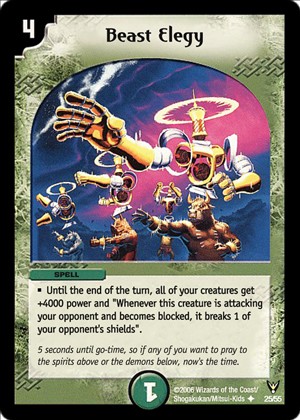 4
Beast Elegy
SPELL
▪ Until the end of the turn, all of your creatures get
+4000 power and "Whenever this creature is attacking
your opponent and becomes blocked, it breaks 1 of
your opponent's shields".
5 seconds until go-time, so if any of you want to pray to
the spirits above or the demons below, now's the time.
1
©2006 Wizards of the Coast/
Shogakukan/Mitsui-Kids ✦ 25/55